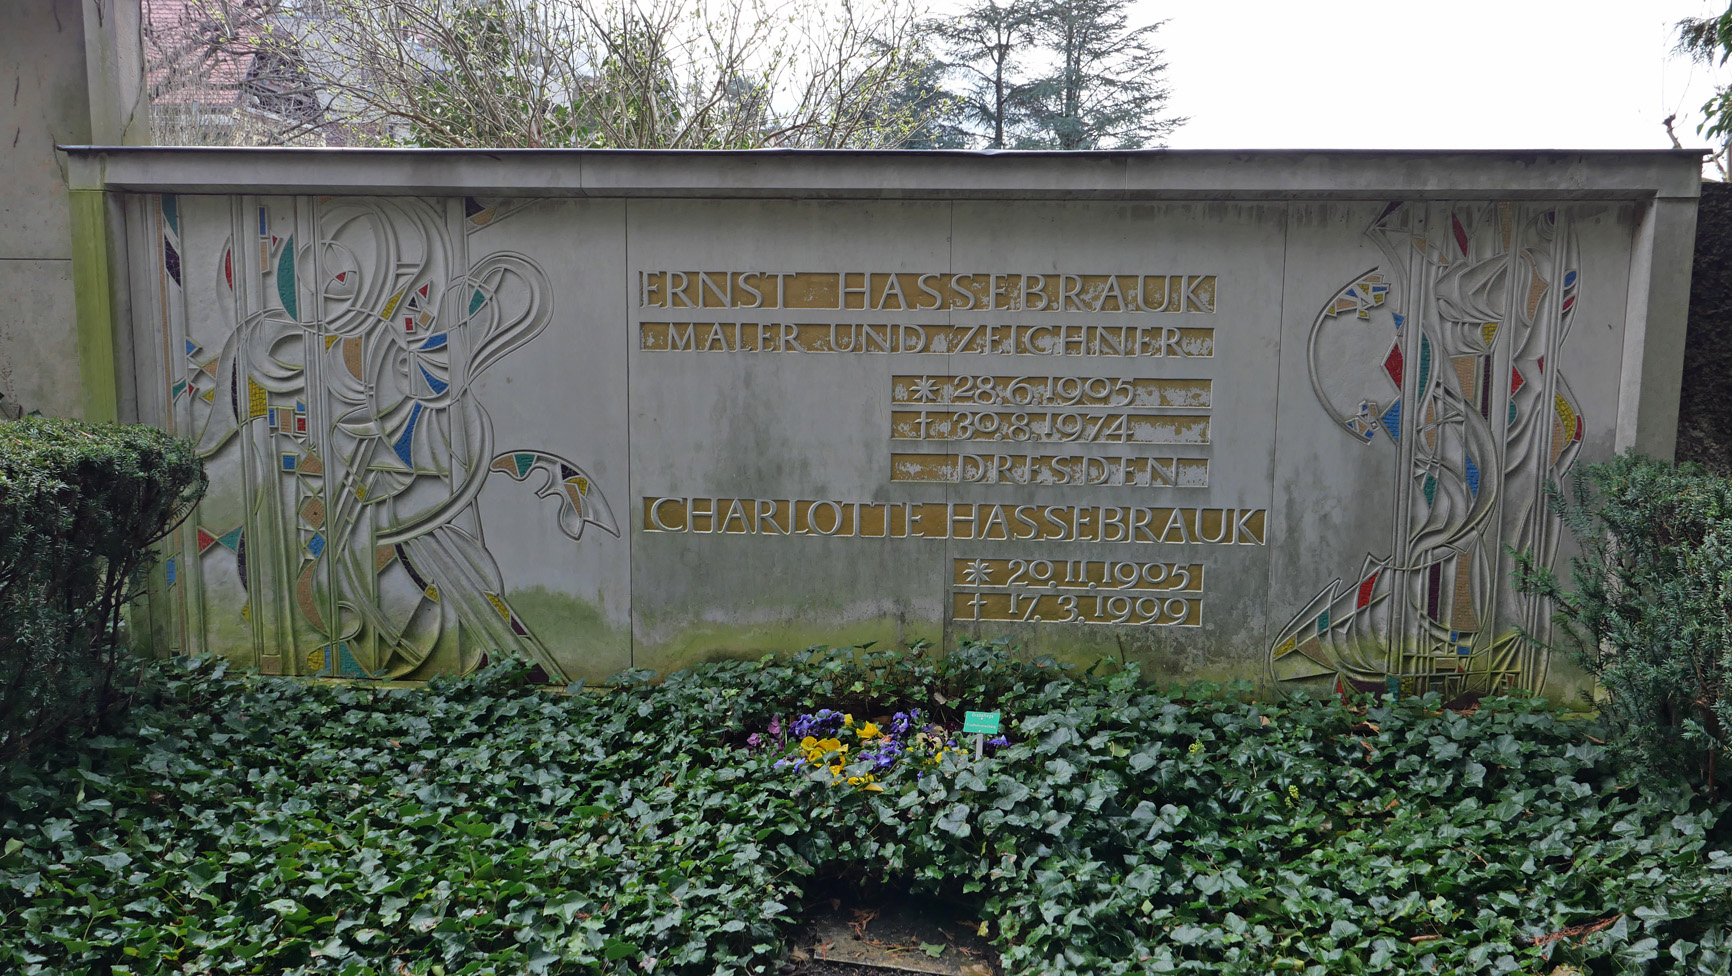 ERNST HASSEBRAUK
MALER UND ZEICHNER
* 28.6.1905
† 30.8.1974
DRESDEN
CHARLOTTE HASSEBRAUK
* 20.11.1905
† 17.3.1999